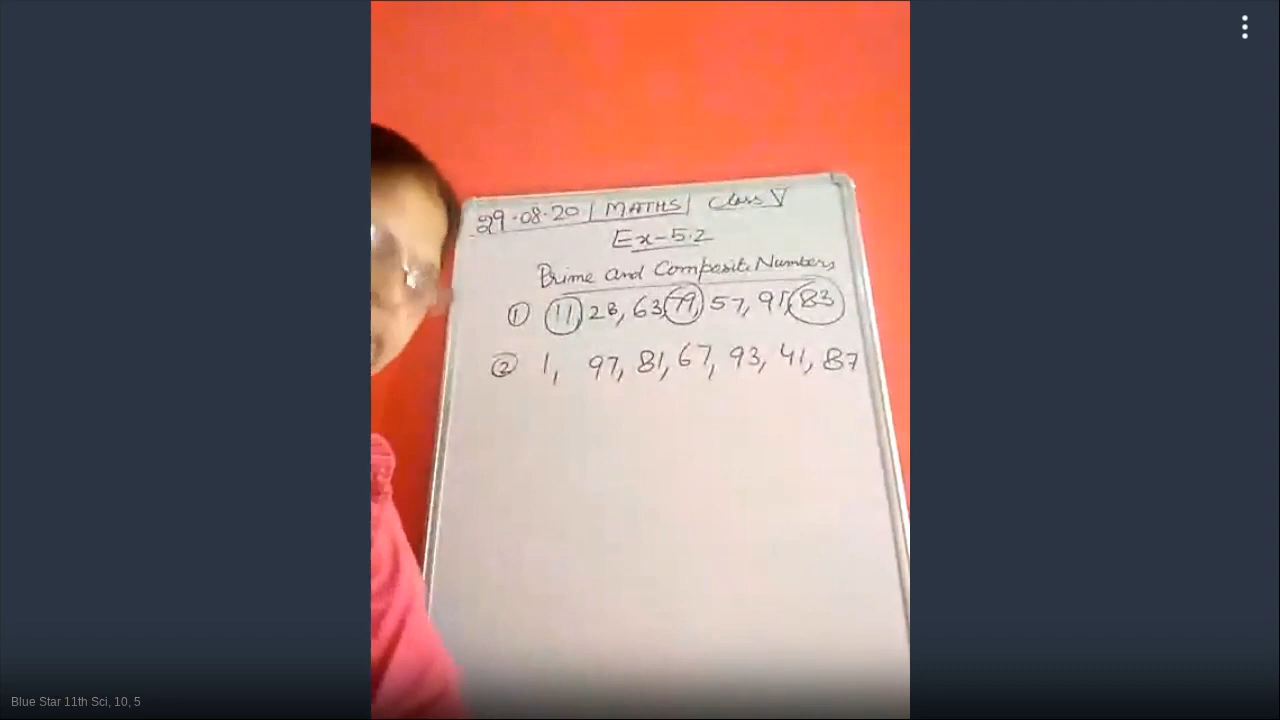 29.08.20 | MATHS | Class V
Ex-5.2
Prime and Composite Numbers
① 11, 28, 63, 79, 57, 95, 83
② 1, 97, 81, 67, 93, 41, 87
Blue Star 11th Sci, 10, 5